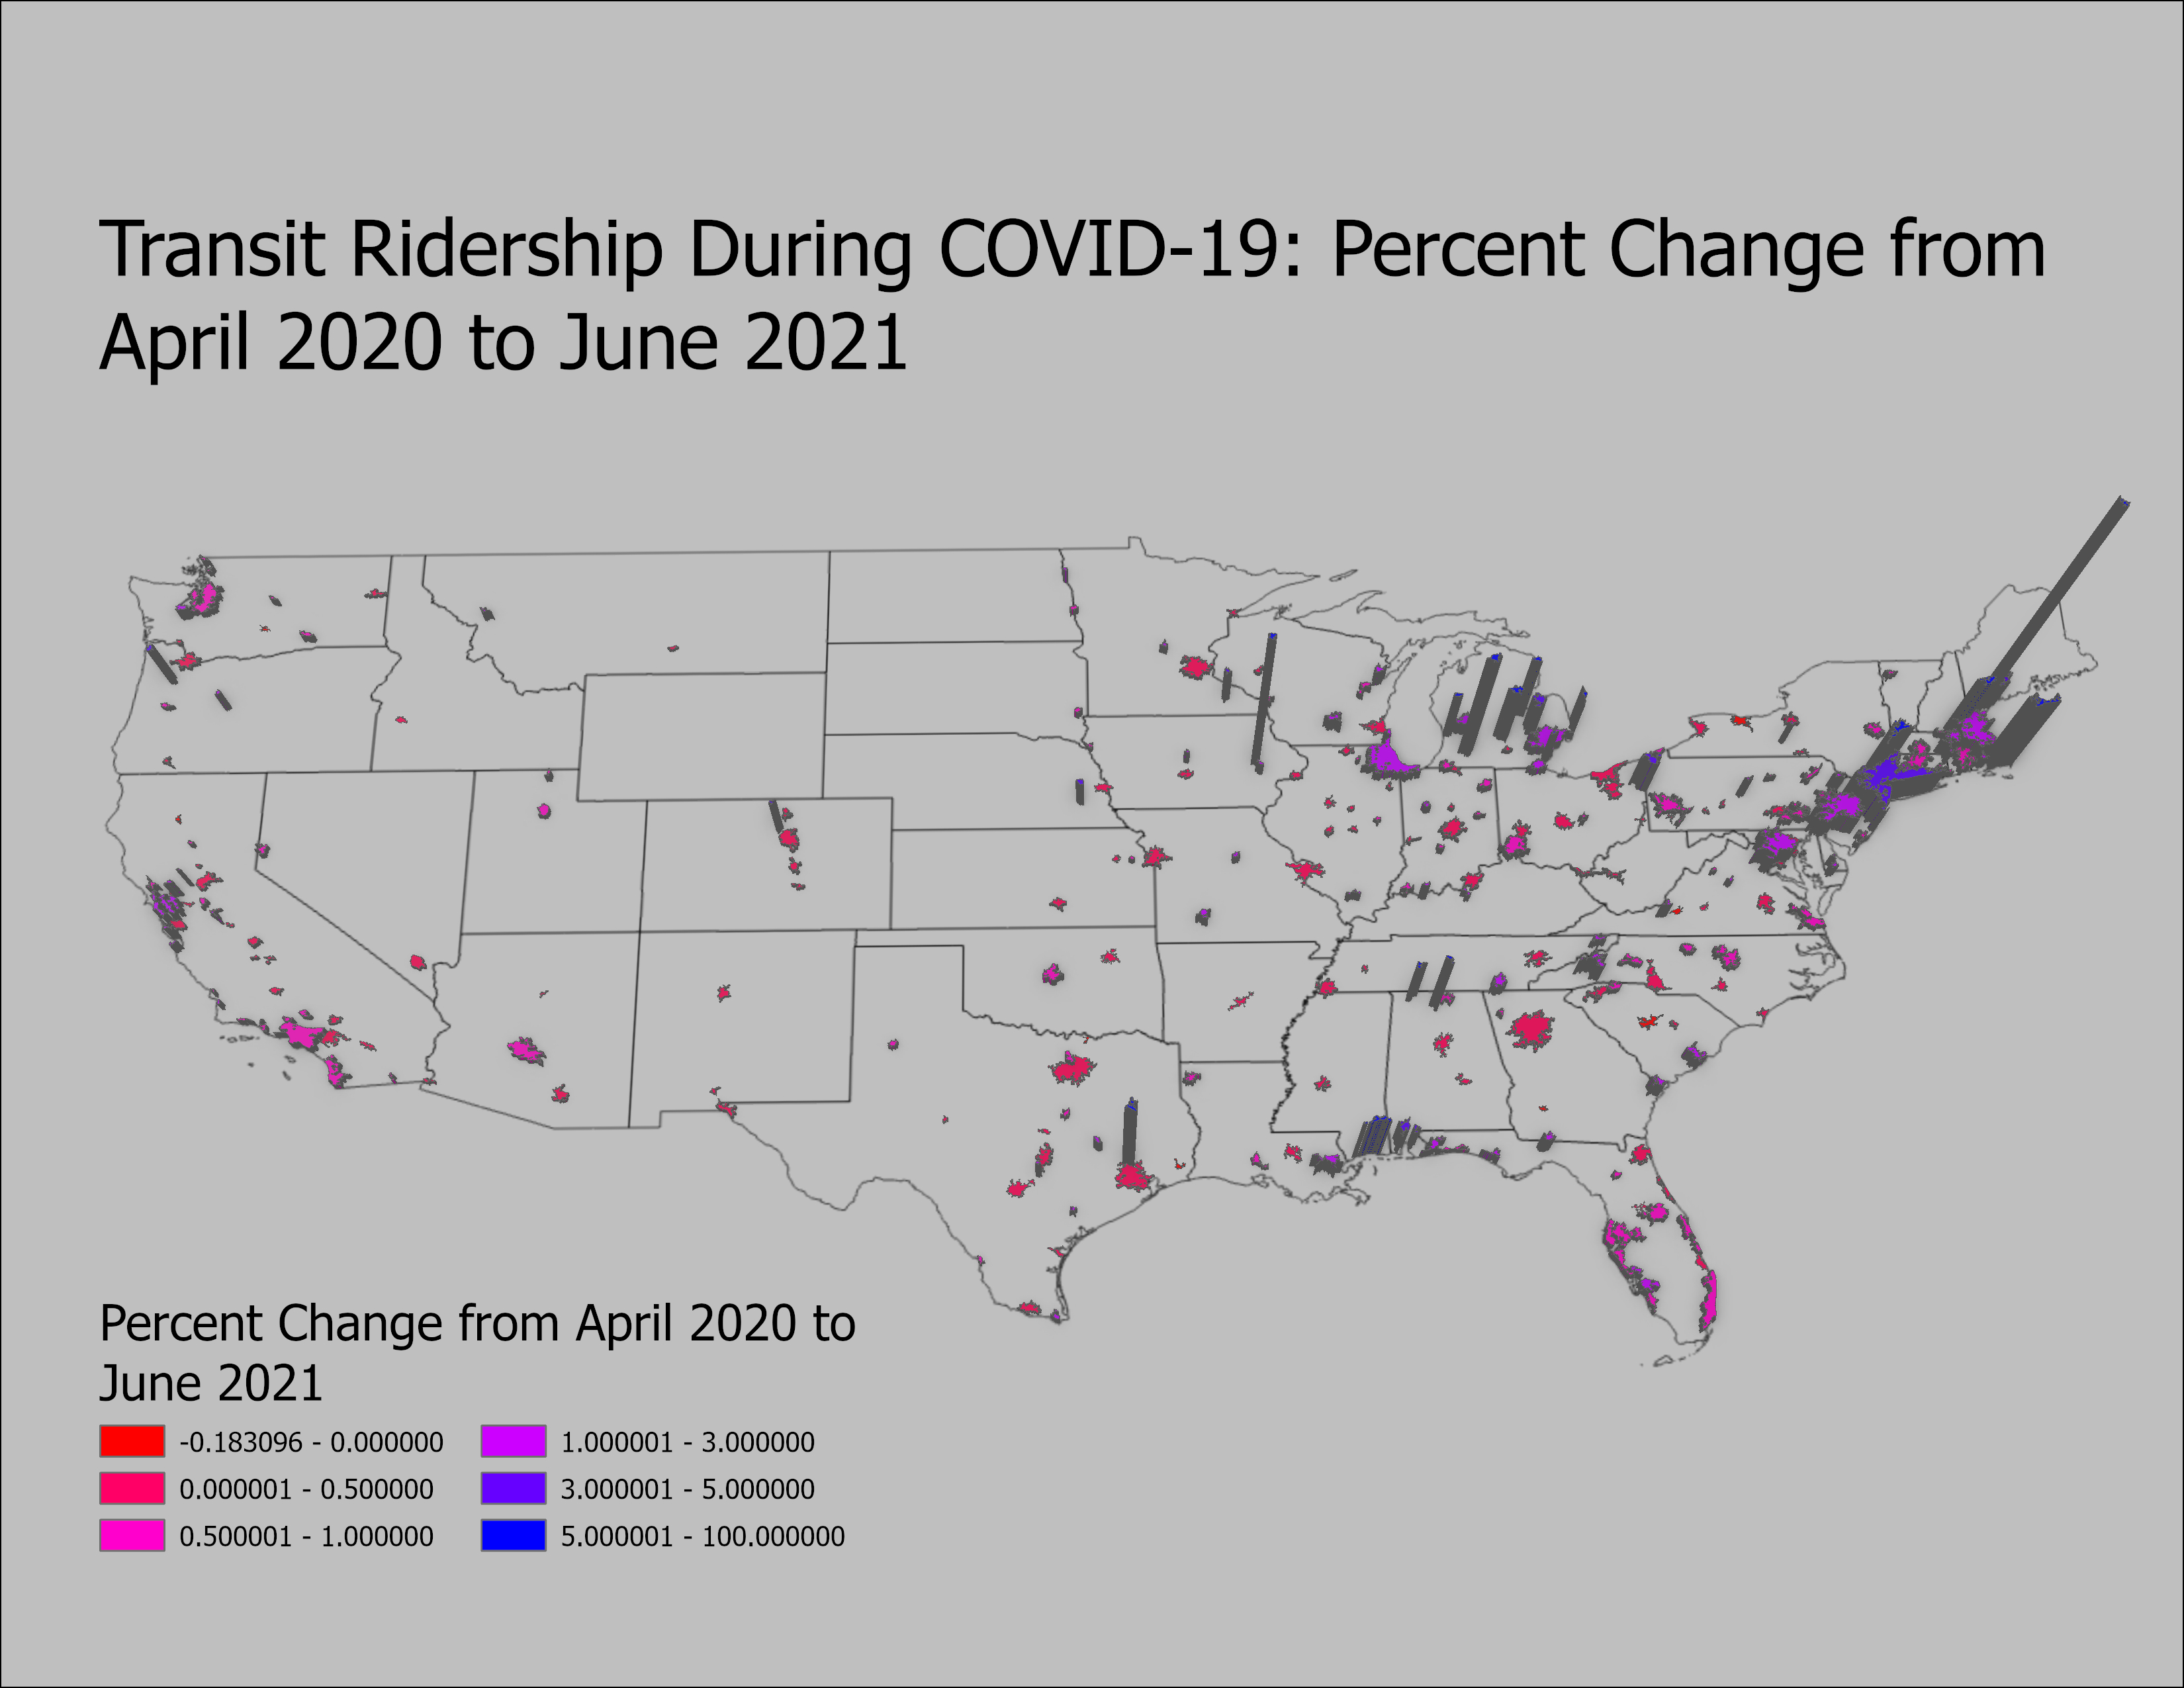 Transit Ridership During COVID-19: Percent Change from
April 2020 to June 2021
Percent Change from April 2020 to
June 2021
-0.183096 - 0.000000
0.000001 - 0.500000
0.500001 - 1.000000
1.000001 - 3.000000
3.000001 - 5.000000
5.000001 - 100.000000